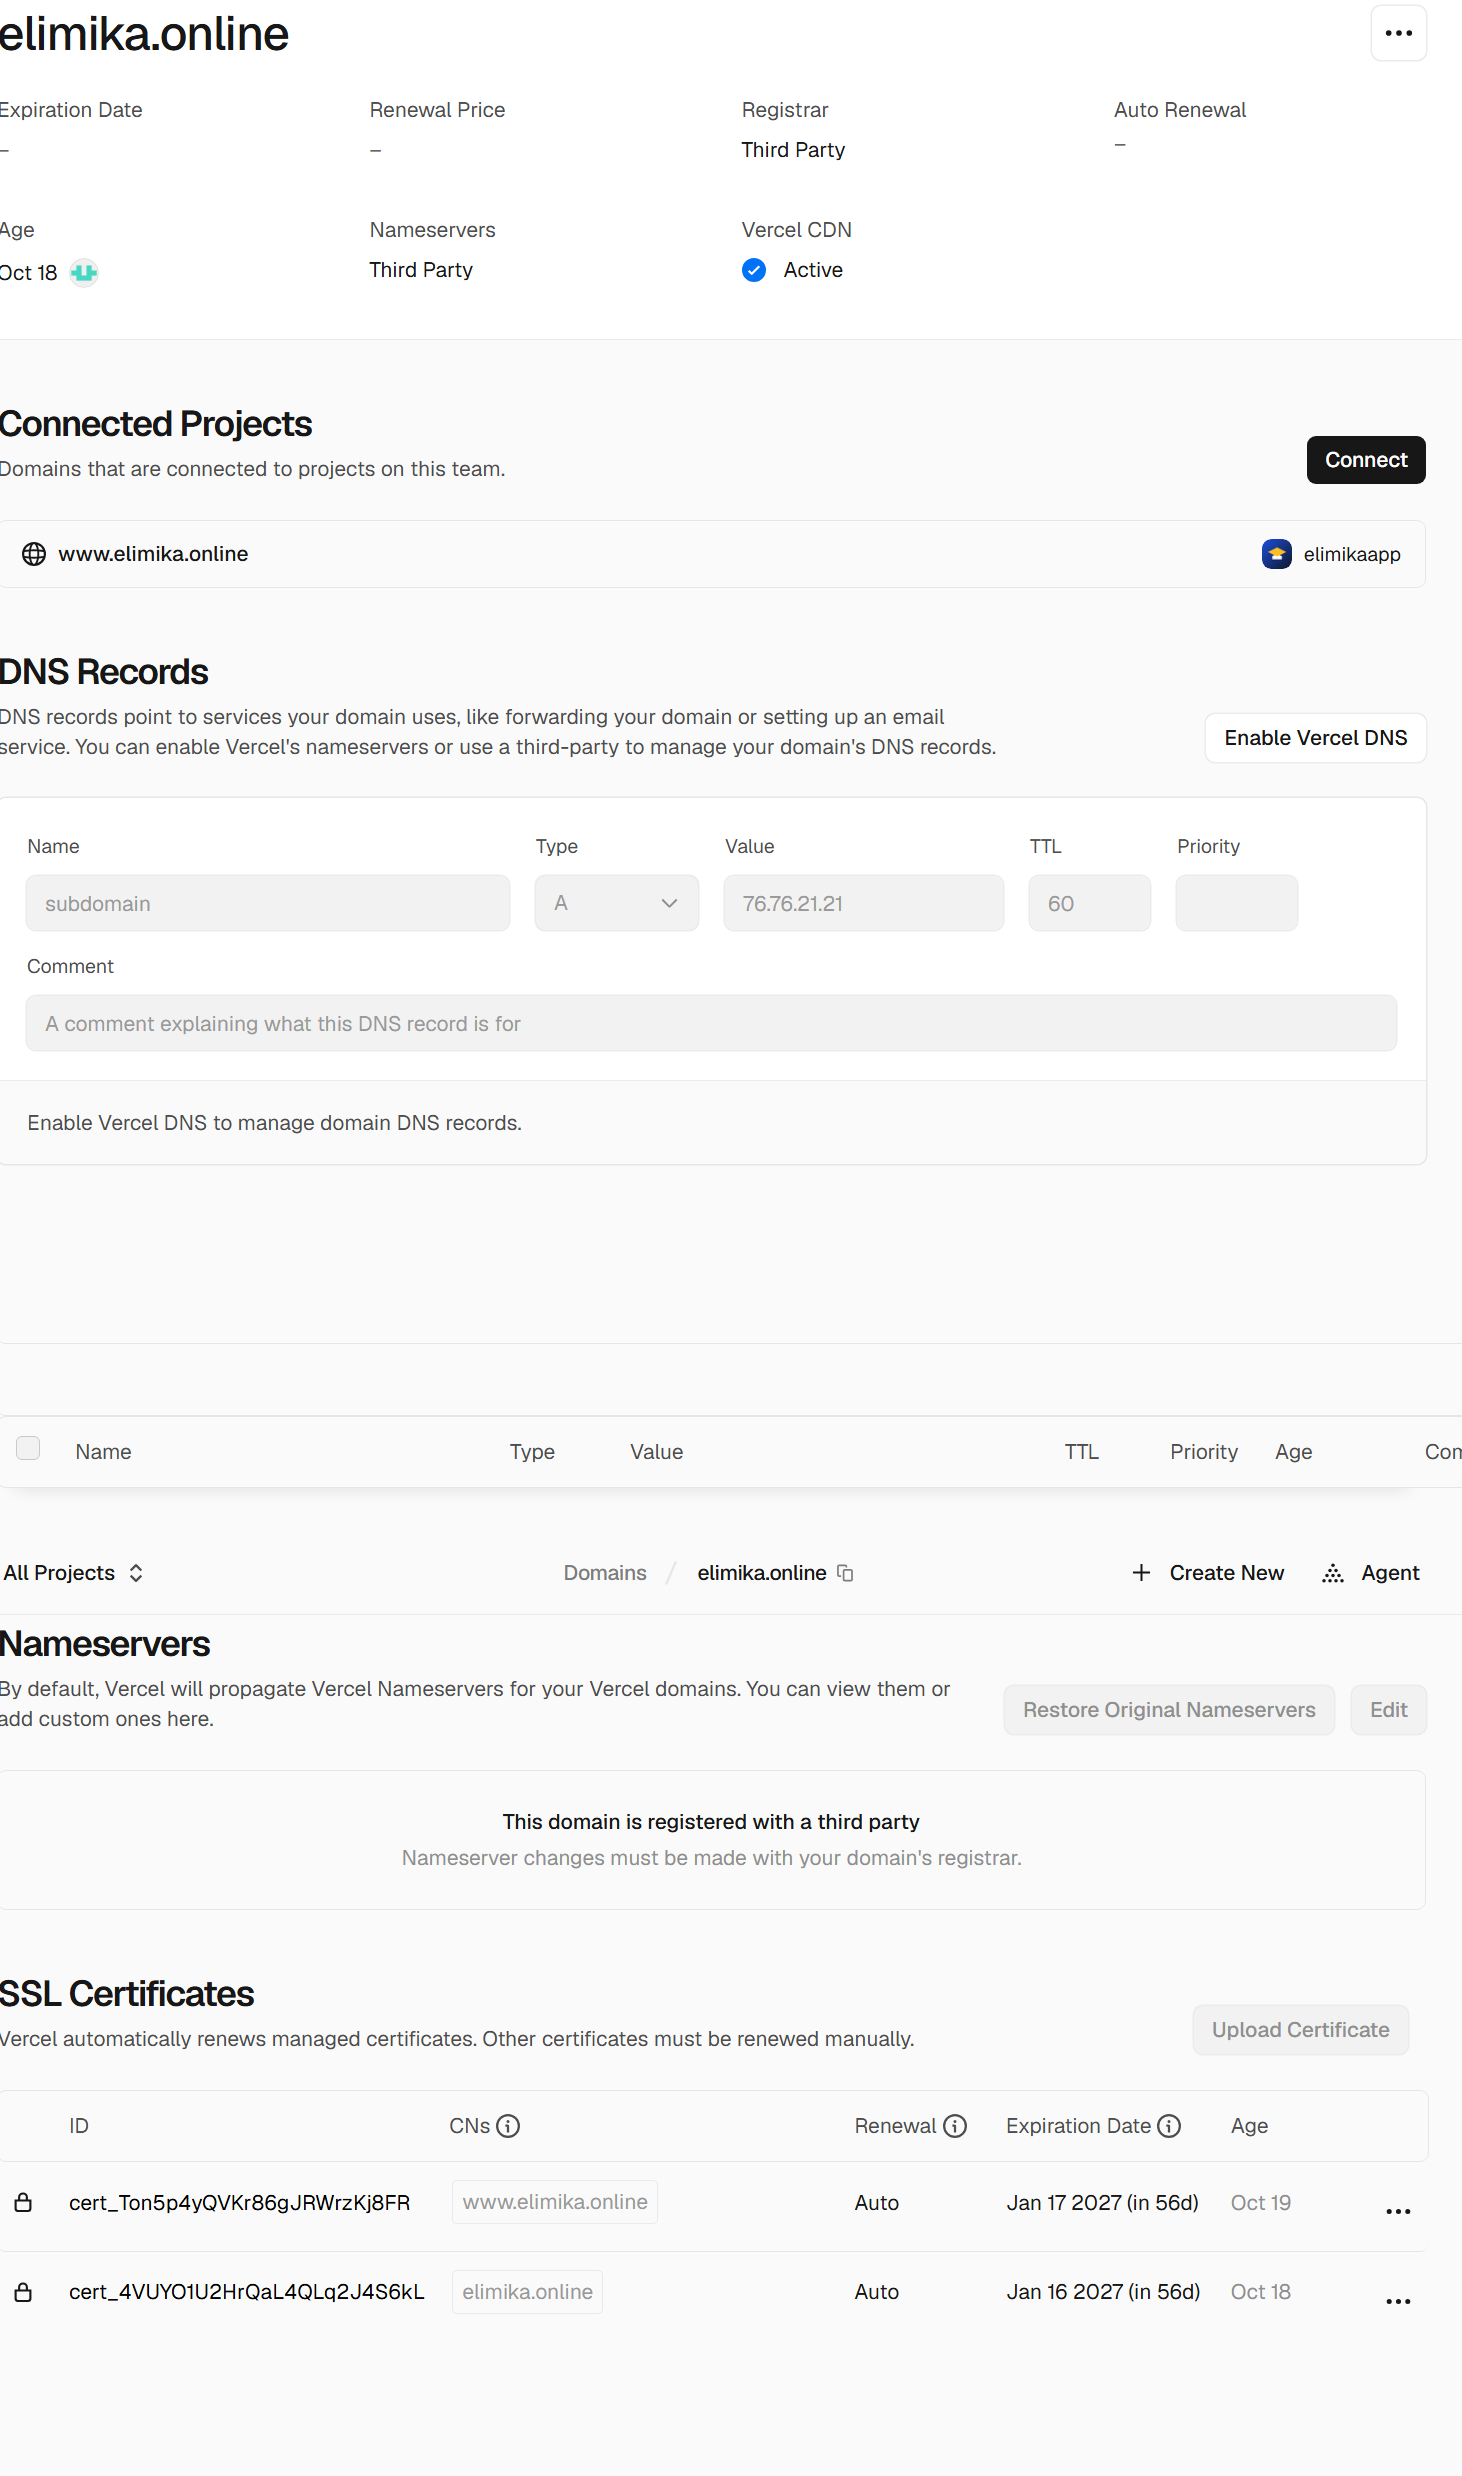 elimika.online
Expiration Date Renewal Price Registrar Auto Renewal
– – Third Party –
Age Nameservers Vercel CDN
Oct 18 Third Party Active
Connected Projects
Domains that are connected to projects on this team.
Connect
www.elimika.online elimikaapp
DNS Records
DNS records point to services your domain uses, like forwarding your domain or setting up an email
service. You can enable Vercel's nameservers or use a third-party to manage your domain's DNS records.
Enable Vercel DNS
Name Type Value TTL Priority
subdomain A 76.76.21.21 60
Comment
A comment explaining what this DNS record is for
Enable Vercel DNS to manage domain DNS records.
Name Type Value TTL Priority Age Com
All Projects Domains / elimika.online Create New Agent
Nameservers
By default, Vercel will propagate Vercel Nameservers for your Vercel domains. You can view them or
add custom ones here.
Restore Original Nameservers Edit
This domain is registered with a third party
Nameserver changes must be made with your domain's registrar.
SSL Certificates
Vercel automatically renews managed certificates. Other certificates must be renewed manually.
Upload Certificate
ID CNs Renewal Expiration Date Age
cert_Ton5p4yQVKr86gJRWrzKj8FR www.elimika.online Auto Jan 17 2027 (in 56d) Oct 19
cert_4VUYO1U2HrQaL4QLq2J4S6kL elimika.online Auto Jan 16 2027 (in 56d) Oct 18